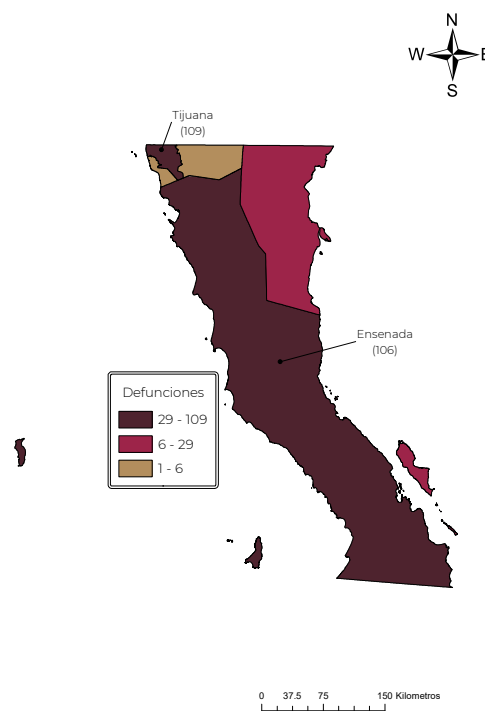 N
W
E
S
Tijuana
(109)
Ensenada
(106)
Defunciones
29 - 109
6 - 29
1 - 6
0 37.5 75 150 Kilometros